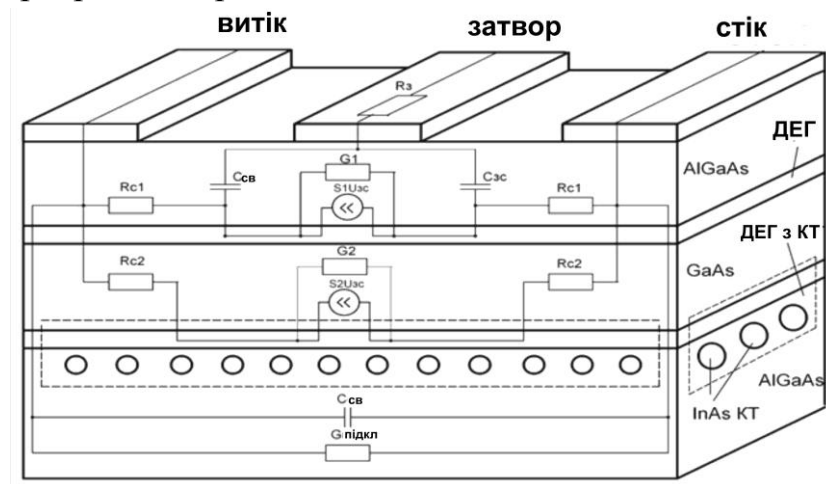 витік затвор стік
Rз
ДЕГ
G1
AlGaAs
Cсв
Cзс
Rc1
S1Uзс
Rc1
ДЕГ з КТ
Rc2
G2
Rc2
GaAs
S2Uзс
AlGaAs
Cсв
InAs КТ
Gпідкл